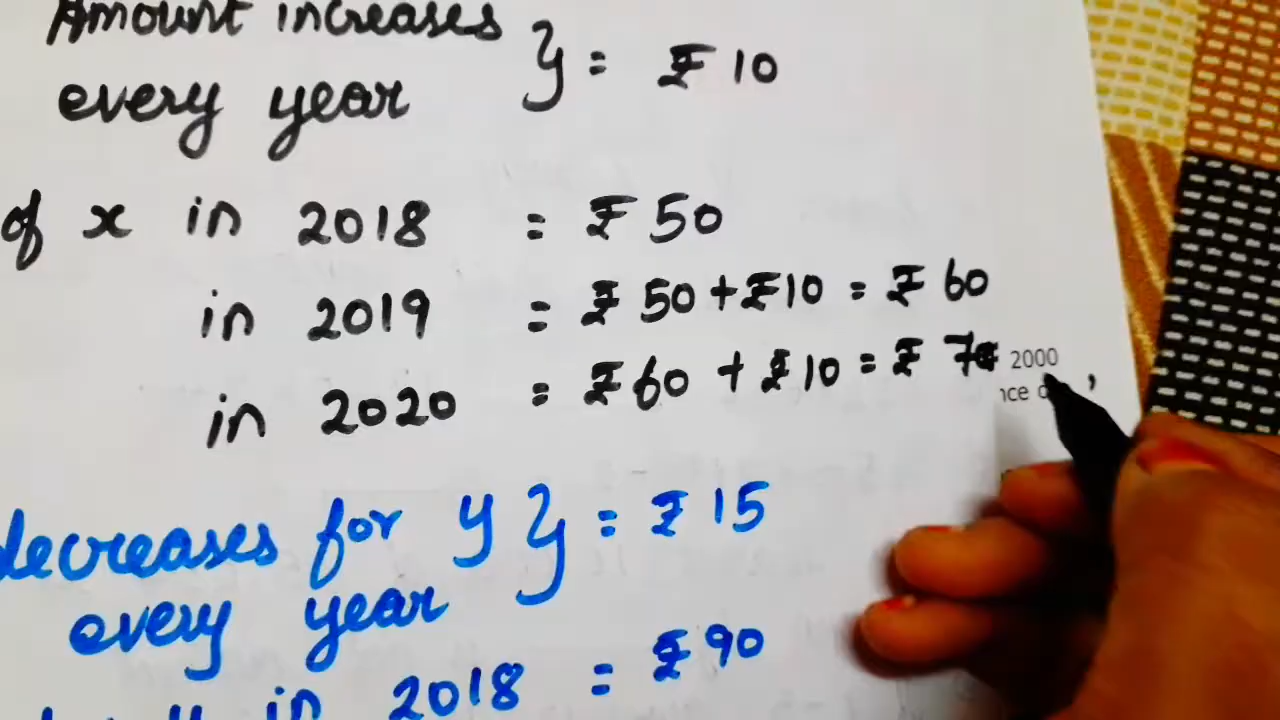 Amount increases
every year } = ₹ 10
of x in 2018 = ₹ 50
in 2019 = ₹ 50 + ₹ 10 = ₹ 60
in 2020 = ₹ 60 + ₹ 10 = ₹ 70
2000
decreases for y
every year } = ₹ 15
in 2018 = ₹ 90